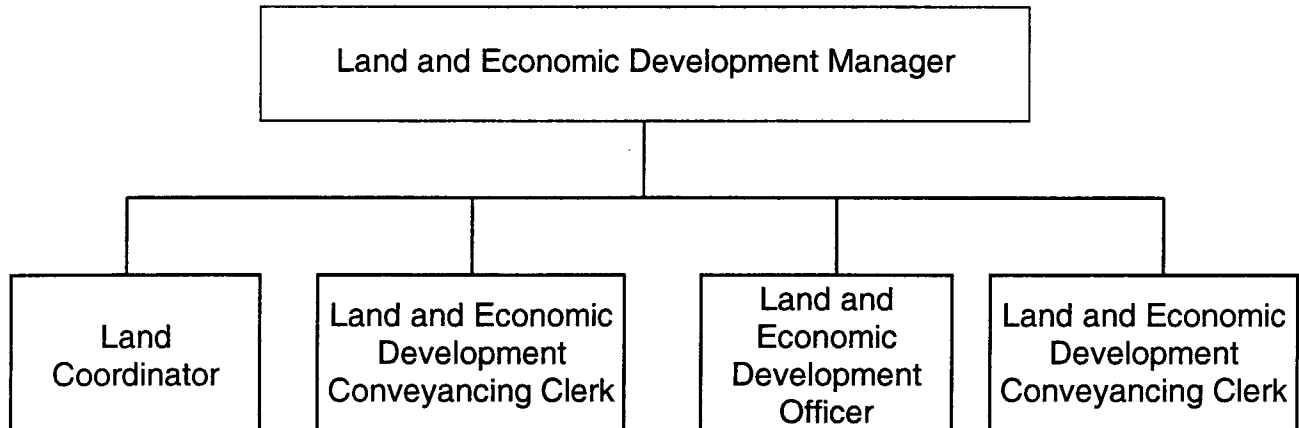 Land and Economic Development Manager
Land
Coordinator
Land and Economic
Development
Conveyancing Clerk
Land and
Economic
Development
Officer
Land and Economic
Development
Conveyancing Clerk